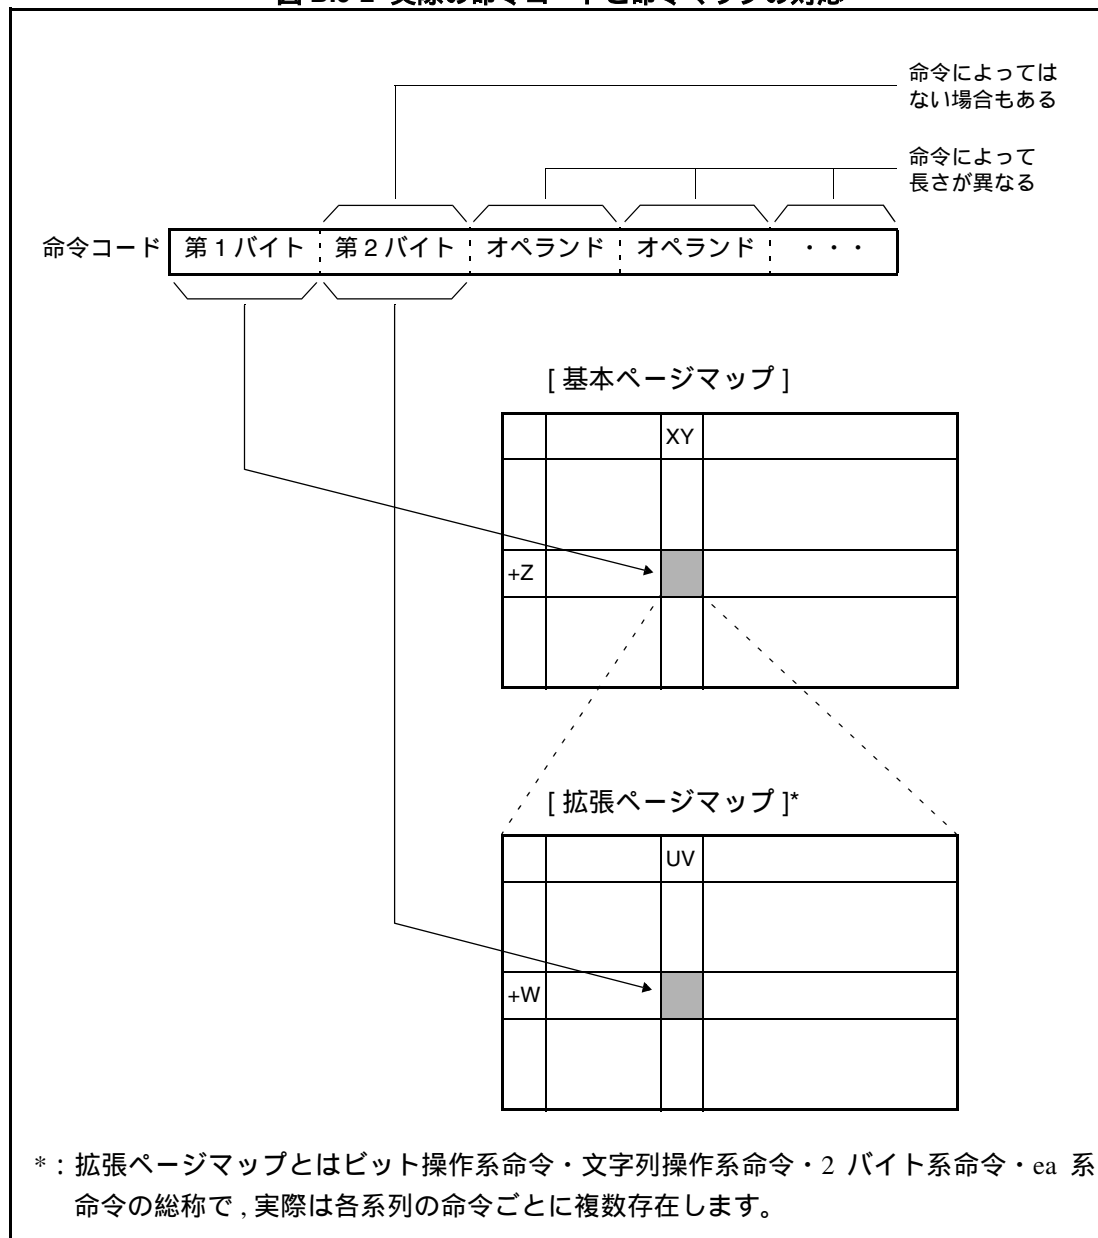 命令によっては
ない場合もある
命令によって
長さが異なる
命令コード 第 1 バイト 第 2 バイト オペランド オペランド ・・・
[ 基本ページマップ ]
XY
+Z
[ 拡張ページマップ ]*
UV
+W
* : 拡張ページマップとはビット操作系命令・文字列操作系命令・2 バイト系命令・ea 系
命令の総称で , 実際は各系列の命令ごとに複数存在します。